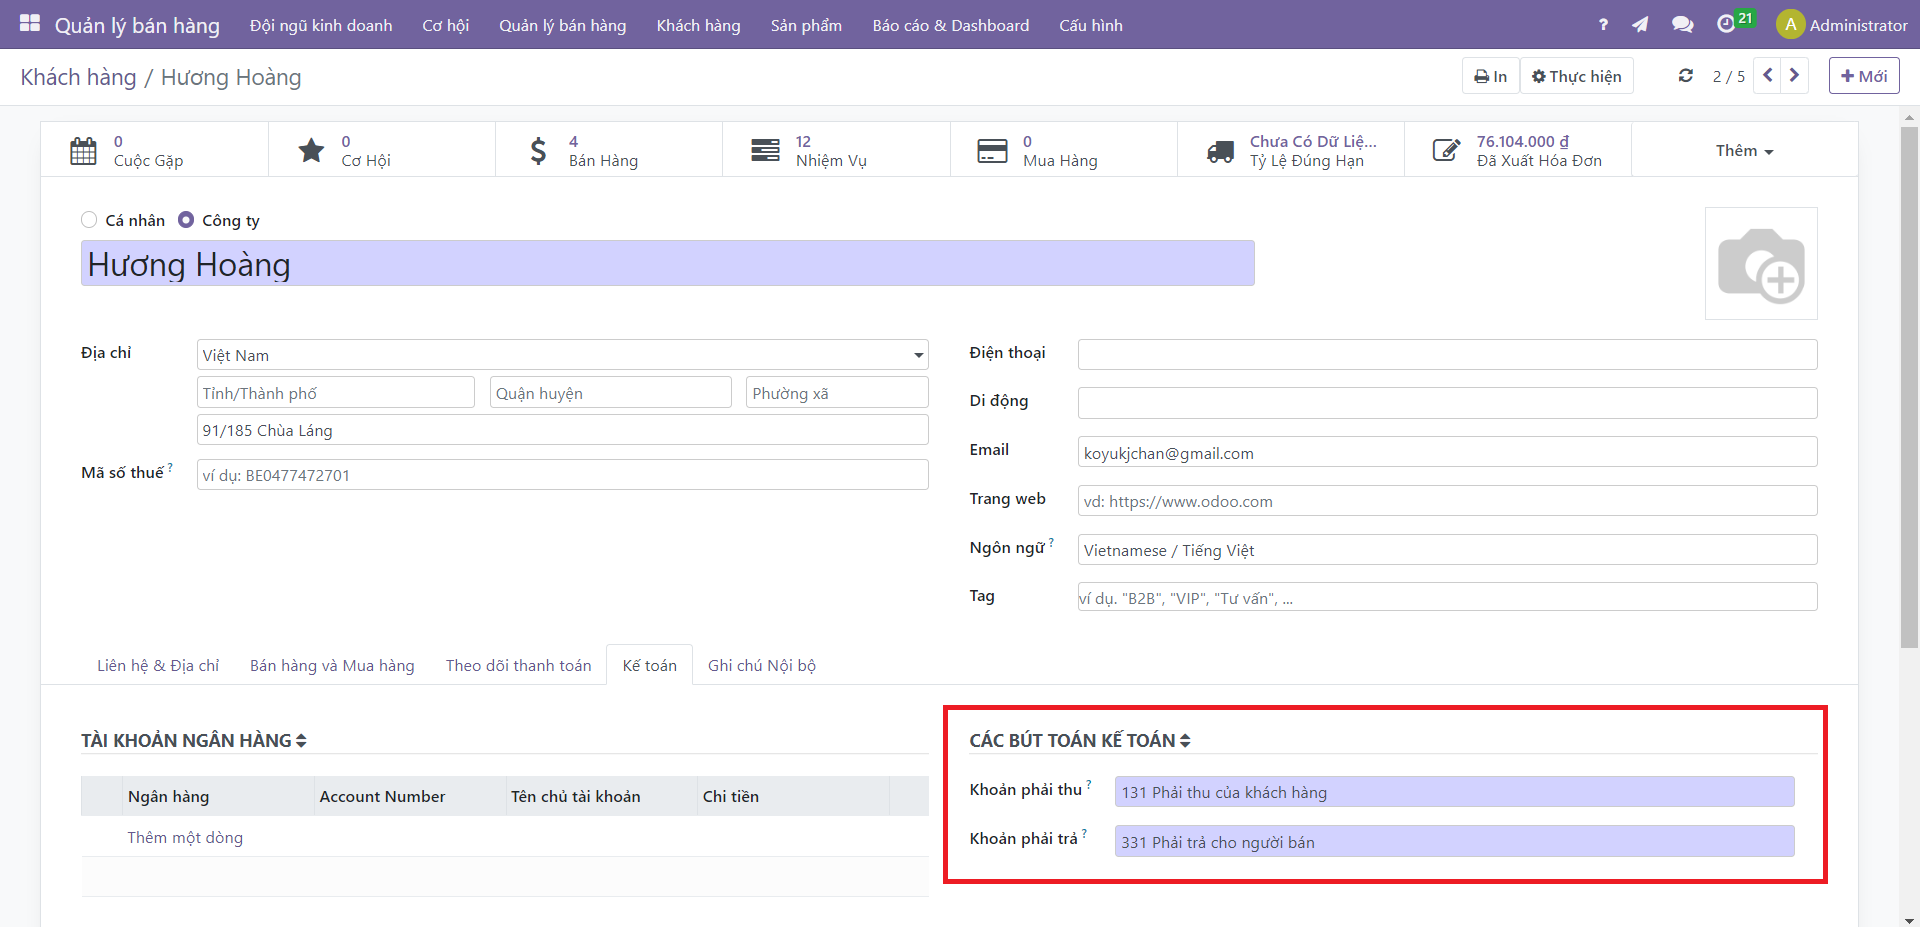 Quản lý bán hàng Đội ngũ kinh doanh Cơ hội Quản lý bán hàng Khách hàng Sản phẩm Báo cáo & Dashboard Cấu hình ? 21 A Administrator
Khách hàng / Hương Hoàng In Thực hiện 2 / 5 Mới
0 Cuộc Gặp
0 Cơ Hội
4 Bán Hàng
12 Nhiệm Vụ
0 Mua Hàng
Chưa Có Dữ Liệ... Tỷ Lệ Đúng Hạn
76.104.000 ₫ Đã Xuất Hóa Đơn
Thêm
Cá nhân Công ty
Hương Hoàng
Địa chỉ Việt Nam
Tỉnh/Thành phố Quận huyện Phường xã
91/185 Chùa Láng
Mã số thuế ? ví dụ: BE0477472701
Điện thoại
Di động
Email koyukjchan@gmail.com
Trang web vd: https://www.odoo.com
Ngôn ngữ ? Vietnamese / Tiếng Việt
Tag ví dụ. "B2B", "VIP", "Tư vấn", ...
Liên hệ & Địa chỉ Bán hàng và Mua hàng Theo dõi thanh toán Kế toán Ghi chú Nội bộ
TÀI KHOẢN NGÂN HÀNG
Ngân hàng Account Number Tên chủ tài khoản Chi tiền
Thêm một dòng
CÁC BÚT TOÁN KẾ TOÁN
Khoản phải thu ? 131 Phải thu của khách hàng
Khoản phải trả ? 331 Phải trả cho người bán